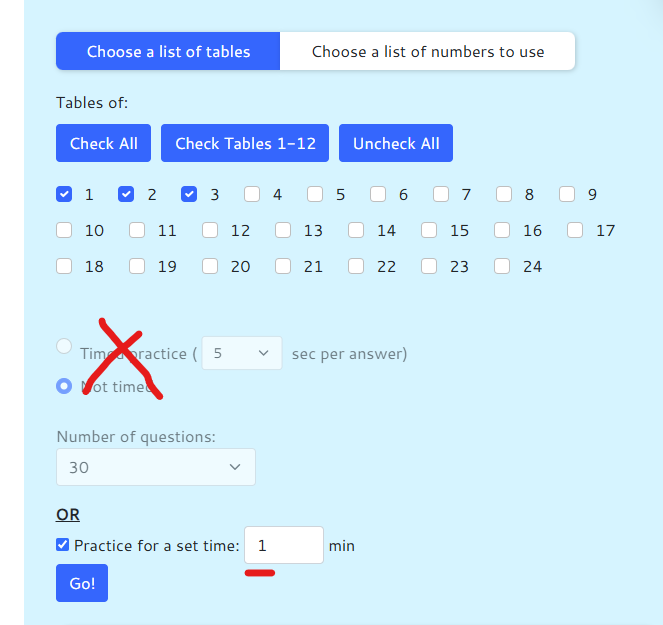 Choose a list of tables Choose a list of numbers to use
Tables of:
Check All Check Tables 1-12 Uncheck All
1 2 3 4 5 6 7 8 9
10 11 12 13 14 15 16 17
18 19 20 21 22 23 24
Timed practice ( 5 sec per answer)
Not timed
Number of questions:
30
OR
Practice for a set time: 1 min
Go!